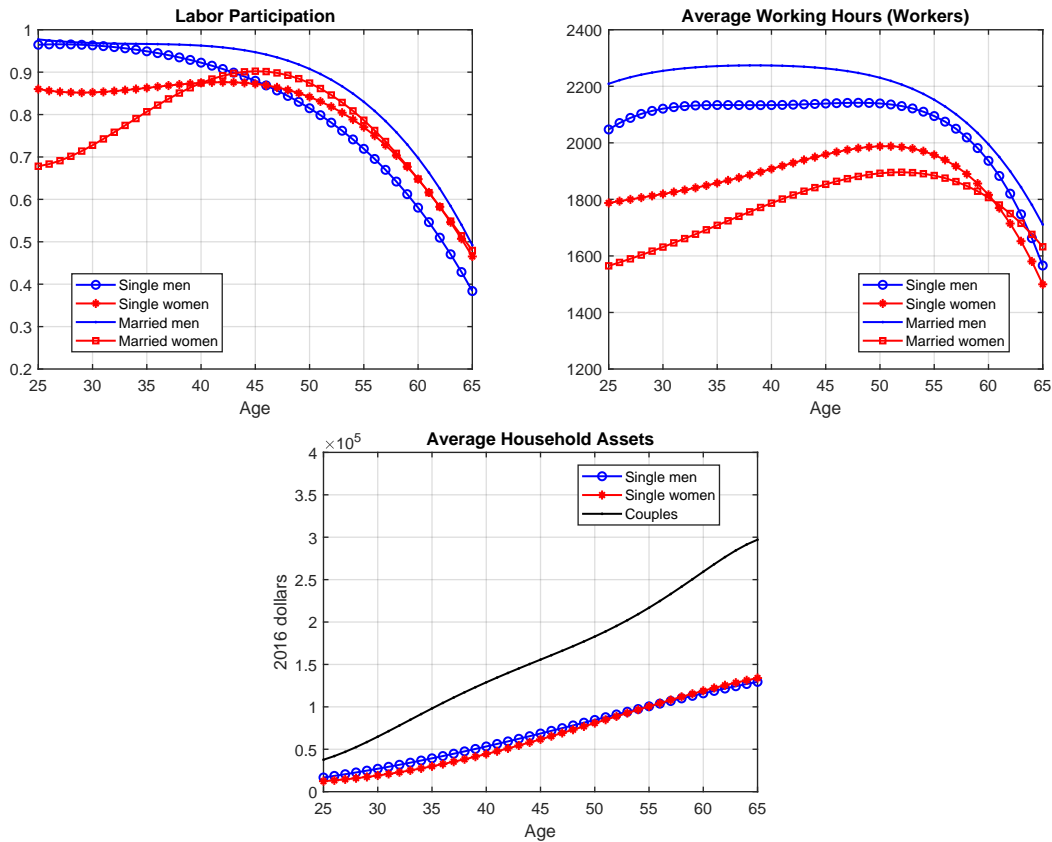 Labor Participation
1
0.9
0.8
0.7
0.6
0.5
0.4
0.3
0.2
25 30 35 40 45 50 55 60 65
Age
Single men
Single women
Married men
Married women
Average Working Hours (Workers)
2400
2200
2000
1800
1600
1400
1200
25 30 35 40 45 50 55 60 65
Age
Single men
Single women
Married men
Married women
Average Household Assets
×10^5
4
3.5
3
2.5
2
1.5
1
0.5
0
2016 dollars
25 30 35 40 45 50 55 60 65
Age
Single men
Single women
Couples